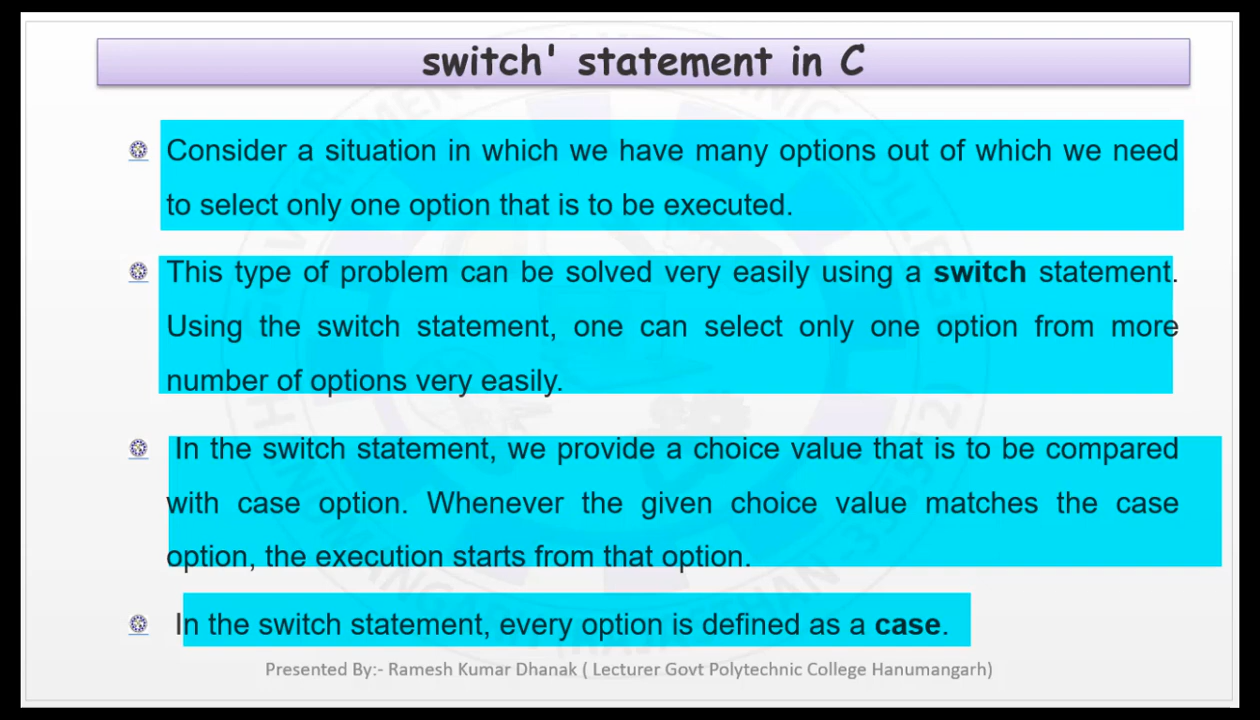 switch' statement in C
Consider a situation in which we have many options out of which we need
to select only one option that is to be executed.
This type of problem can be solved very easily using a switch statement.
Using the switch statement, one can select only one option from more
number of options very easily.
In the switch statement, we provide a choice value that is to be compared
with case option. Whenever the given choice value matches the case
option, the execution starts from that option.
In the switch statement, every option is defined as a case.
Presented By:- Ramesh Kumar Dhanak ( Lecturer Govt Polytechnic College Hanumangarh)